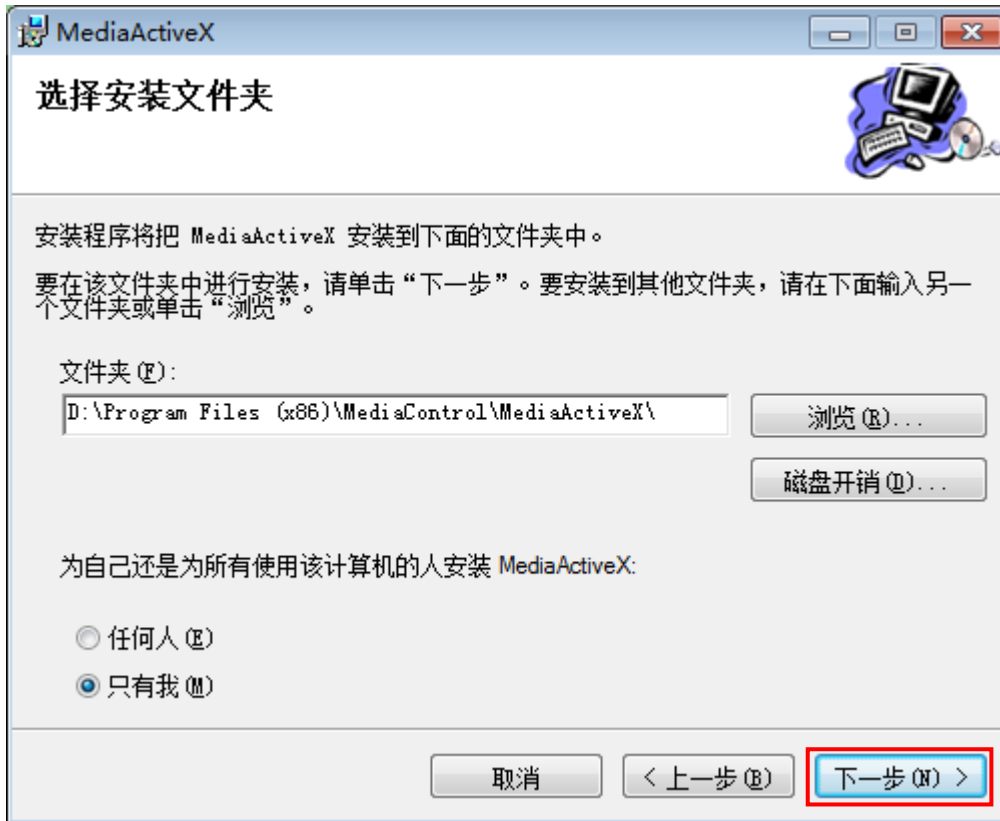 MediaActiveX
选择安装文件夹
安装程序将把 MediaActiveX 安装到下面的文件夹中。
要在该文件夹中进行安装，请单击“下一步”。要安装到其他文件夹，请在下面输入另一
个文件夹或单击“浏览”。
文件夹(F):
D:\Program Files (x86)\MediaControl\MediaActiveX\
浏览(R)...
磁盘开销(D)...
为自己还是为所有使用该计算机的人安装 MediaActiveX:
任何人(E)
只有我(M)
取消
< 上一步(B)
下一步(N) >